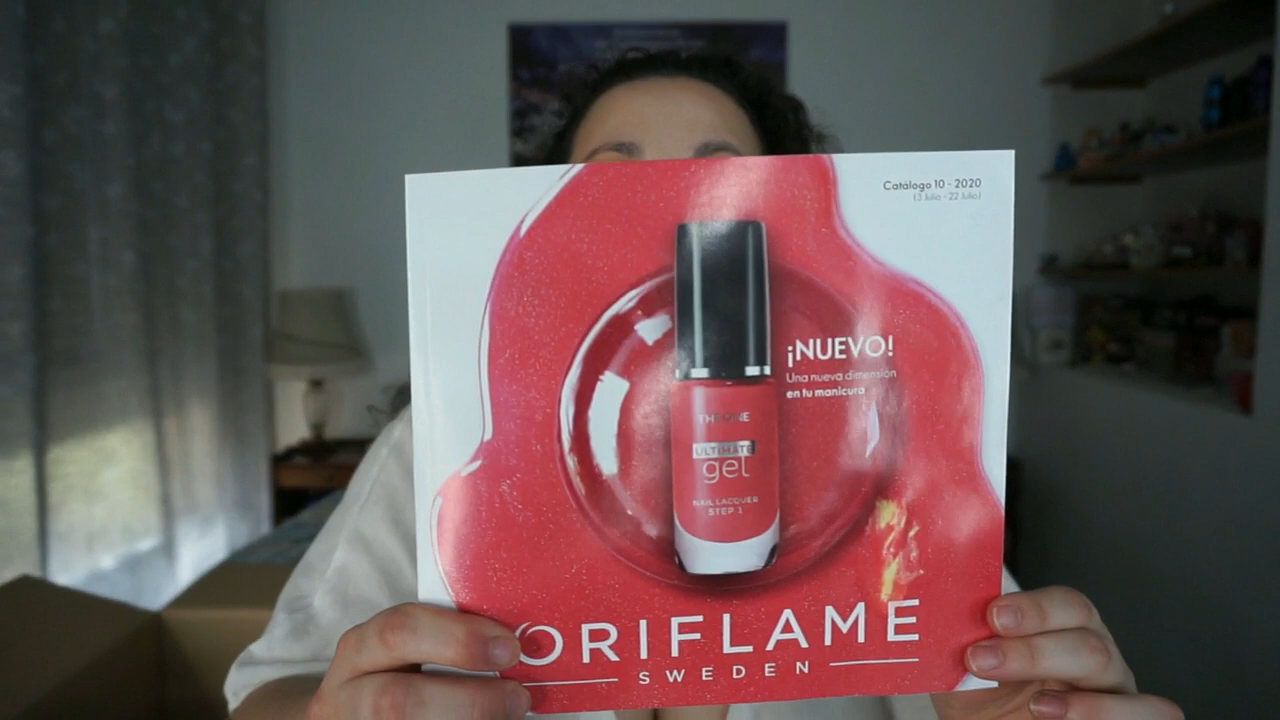 Catálogo 10 - 2020
(3 Julio - 22 Julio)
¡NUEVO!
Una nueva dimensión
en tu manicura
THE ONE
ULTIMATE
gel
NAIL LACQUER
STEP 1
ORIFLAME
SWEDEN